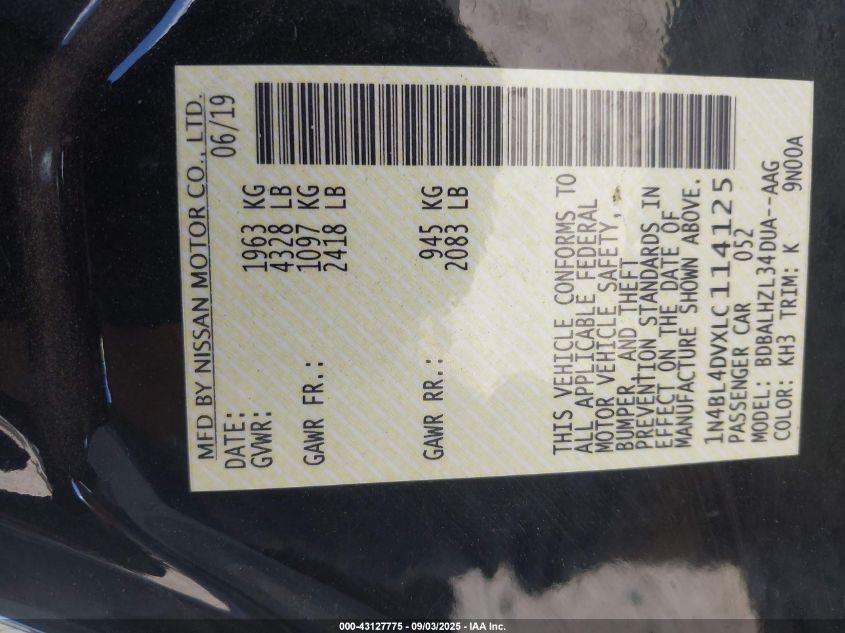 MFD BY NISSAN MOTOR CO., LTD.
DATE: 06/19
GVWR: 1963 KG
4328 LB
GAWR FR.: 1097 KG
2418 LB
GAWR RR.: 945 KG
2083 LB
THIS VEHICLE CONFORMS TO
ALL APPLICABLE FEDERAL
MOTOR VEHICLE SAFETY,
BUMPER, AND THEFT
PREVENTION STANDARDS IN
EFFECT ON THE DATE OF
MANUFACTURE SHOWN ABOVE.
1N4BL4DVXLC114125
PASSENGER CAR 052
MODEL: BDBALHZL34DUA--AAG
COLOR: KH3 TRIM: K 9N00A
000-43127775 - 09/03/2025 - IAA Inc.